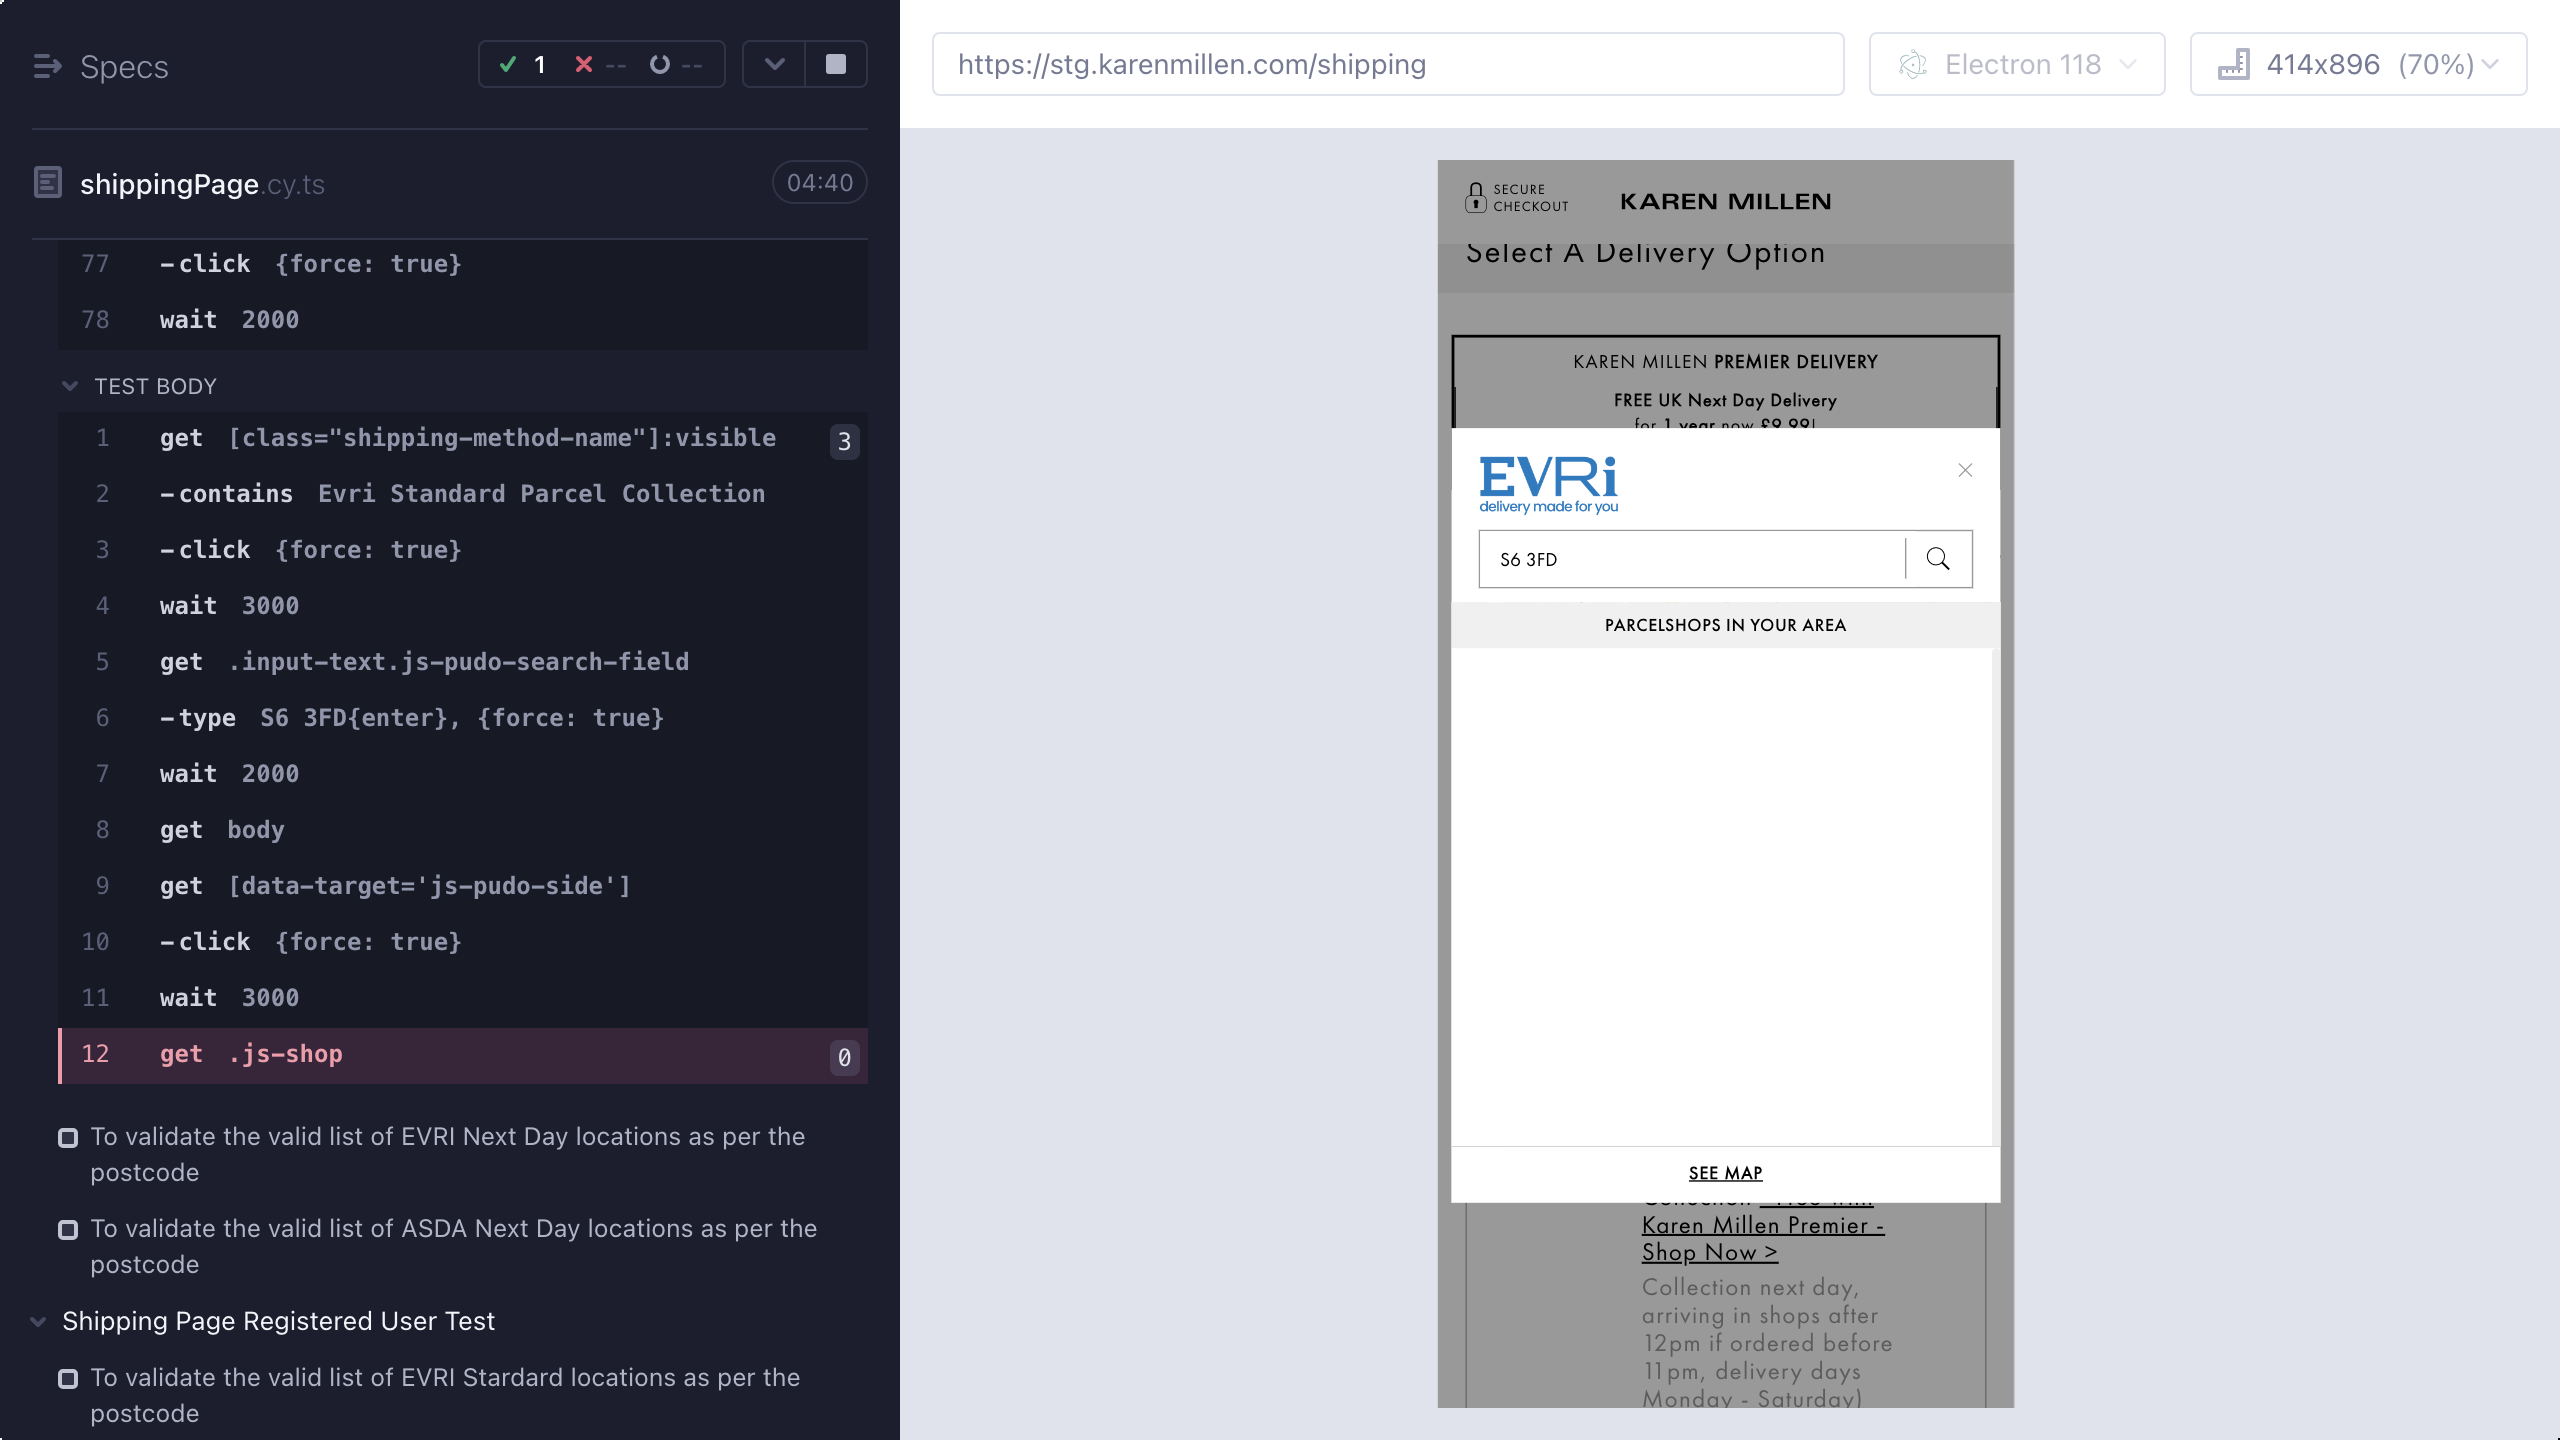 Specs
1 -- --
shippingPage.cy.ts 04:40
77 -click {force: true}
78 wait 2000
TEST BODY
1 get [class="shipping-method-name"]:visible 3
2 -contains Evri Standard Parcel Collection
3 -click {force: true}
4 wait 3000
5 get .input-text.js-pudo-search-field
6 -type S6 3FD{enter}, {force: true}
7 wait 2000
8 get body
9 get [data-target='js-pudo-side']
10 -click {force: true}
11 wait 3000
12 get .js-shop 0
To validate the valid list of EVRI Next Day locations as per the
postcode
To validate the valid list of ASDA Next Day locations as per the
postcode
Shipping Page Registered User Test
To validate the valid list of EVRI Stardard locations as per the
postcode
https://stg.karenmillen.com/shipping
Electron 118
414x896 (70%)
SECURE
CHECKOUT
KAREN MILLEN
Select A Delivery Option
KAREN MILLEN PREMIER DELIVERY
FREE UK Next Day Delivery
for 1 year now £9.99!
EVRi
delivery made for you
S6 3FD
PARCELSHOPS IN YOUR AREA
SEE MAP
Collection - Free with
Karen Millen Premier -
Shop Now >
Collection next day,
arriving in shops after
12pm if ordered before
11pm, delivery days
Monday - Saturday)